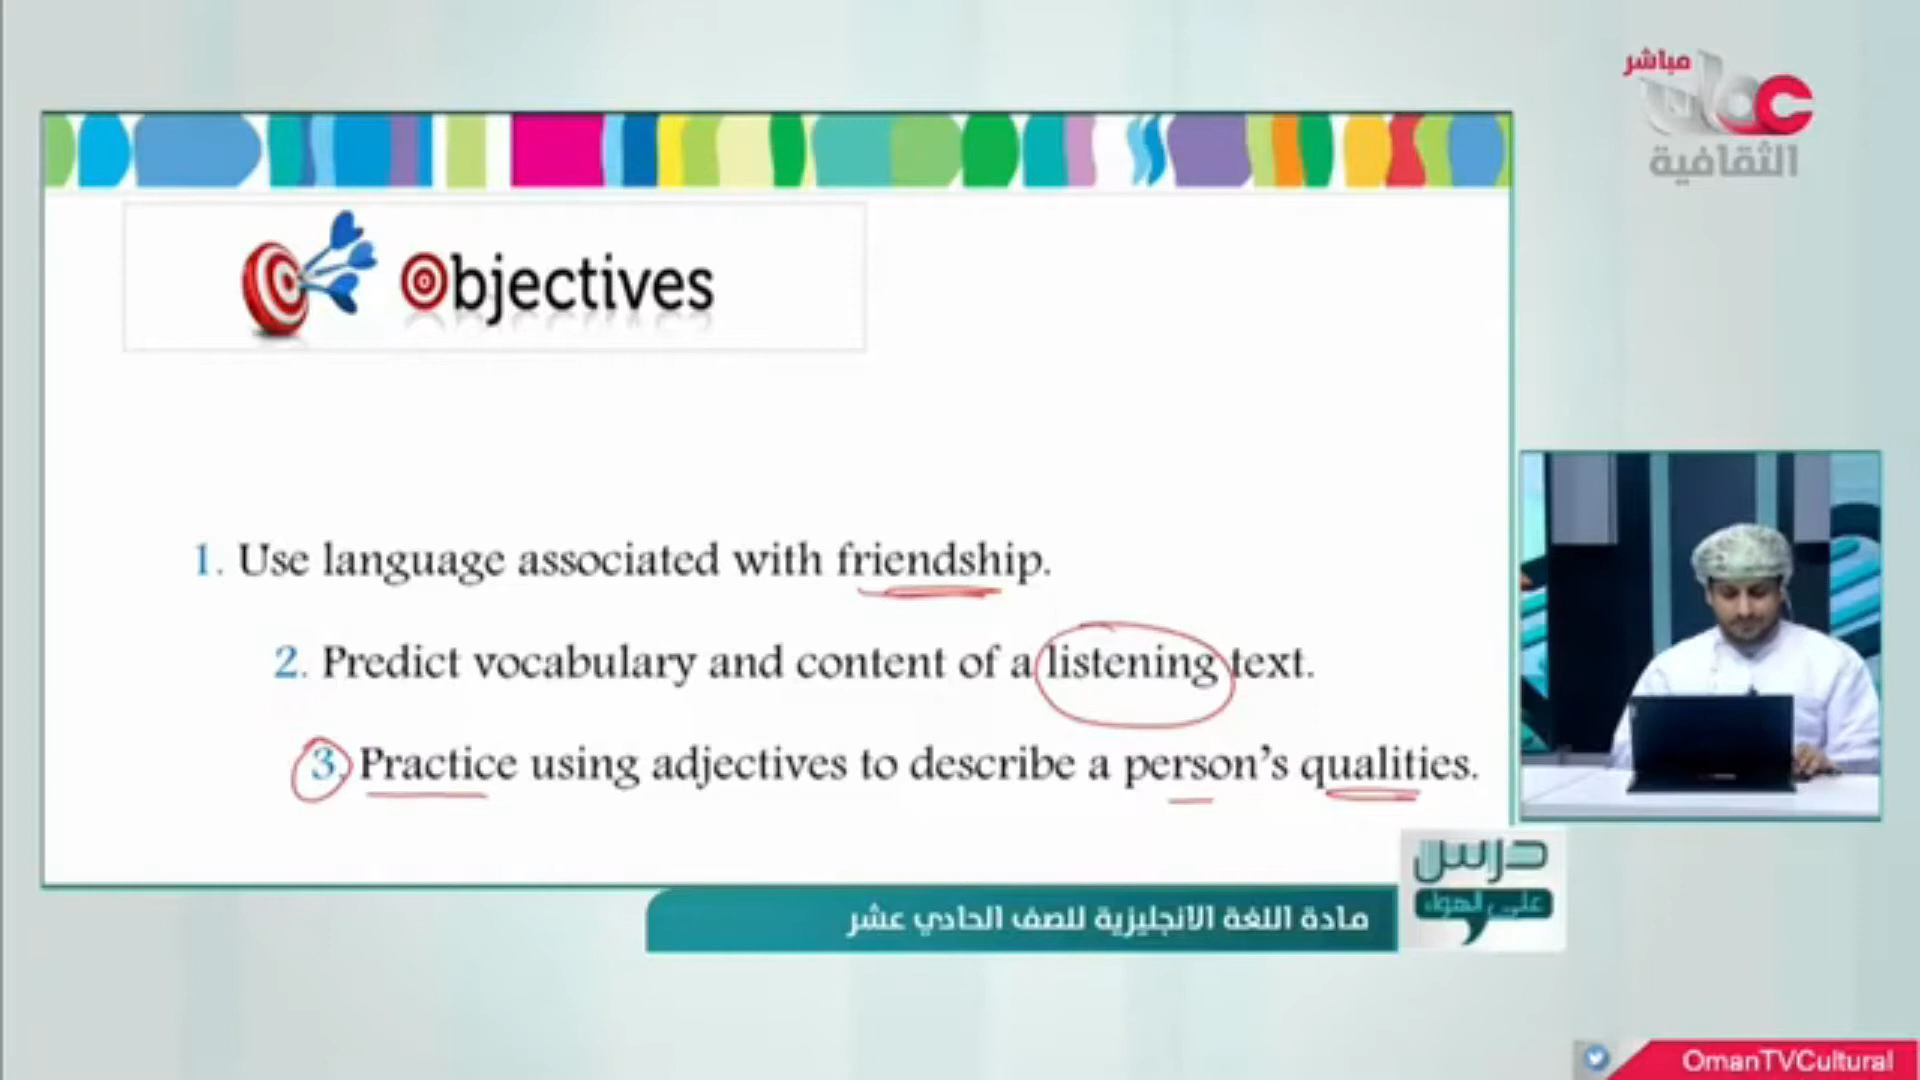 مباشر
عمان
الثقافية
Objectives
1. Use language associated with friendship.
2. Predict vocabulary and content of a listening text.
3. Practice using adjectives to describe a person's qualities.
درس
على الهواء
مادة اللغة الانجليزية للصف الحادي عشر
OmanTVCultural